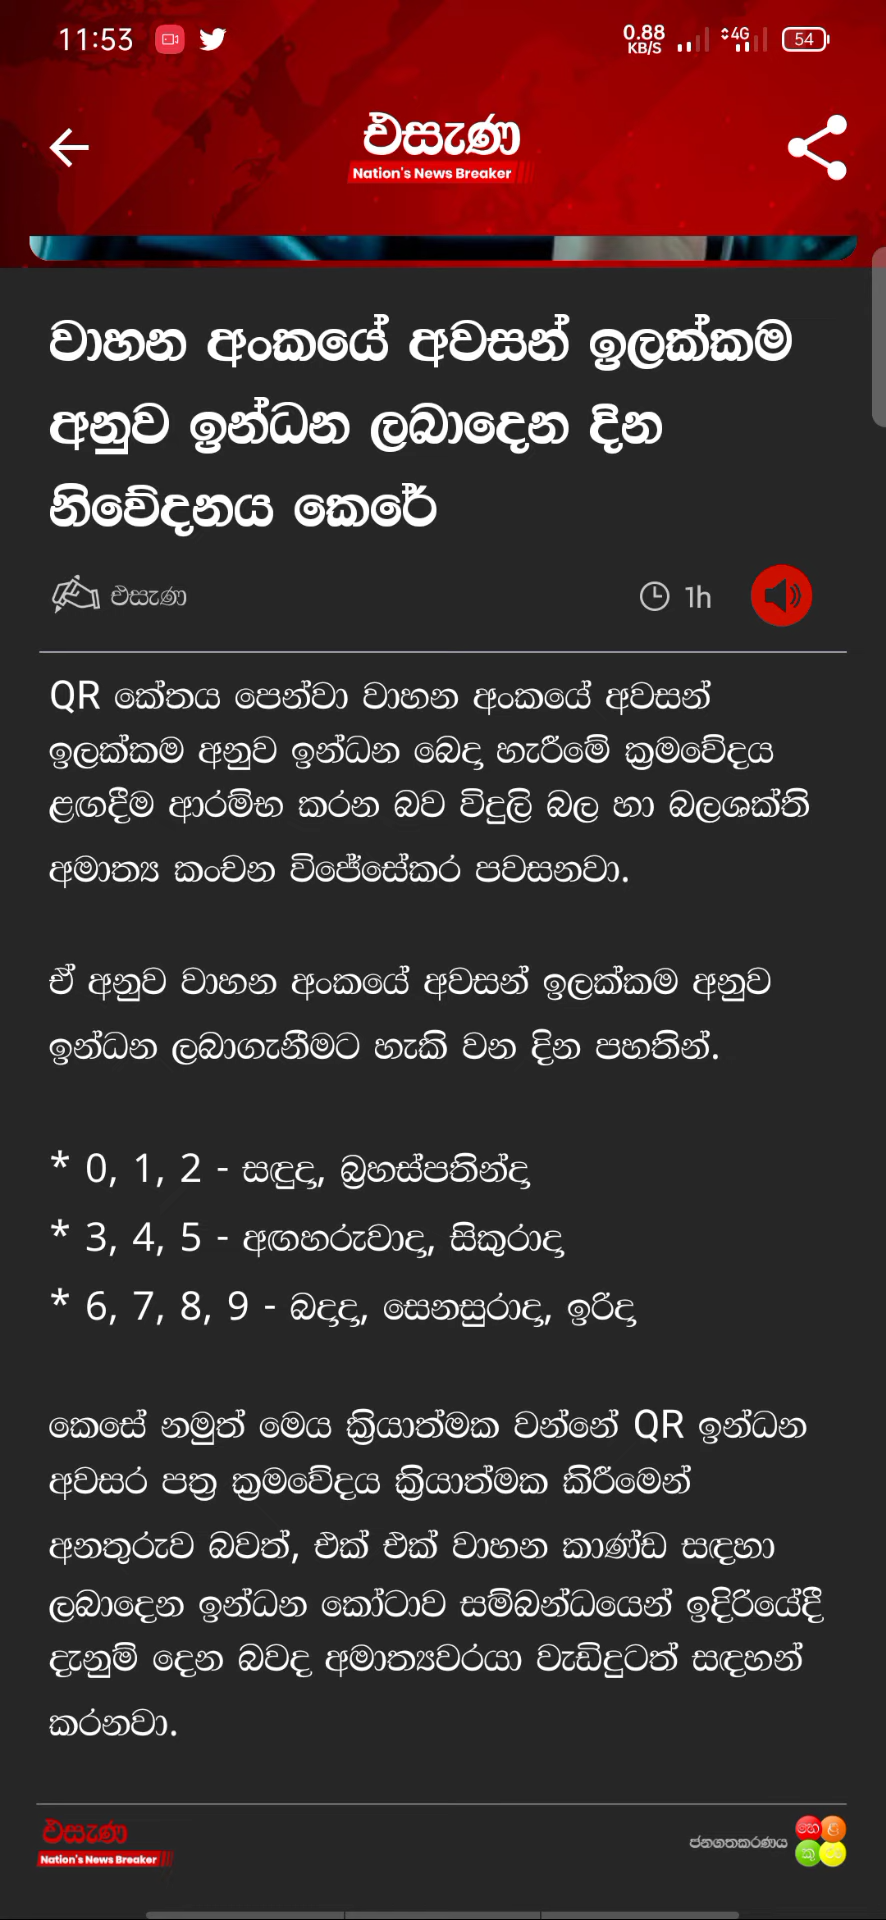 11:53
0.88
KB/S
4G
54
එසැණ
Nation's News Breaker
වාහන අංකයේ අවසන් ඉලක්කම
අනුව ඉන්ධන ලබාදෙන දින
නිවේදනය කෙරේ
එසැණ
1h
QR කේතය පෙන්වා වාහන අංකයේ අවසන්
ඉලක්කම අනුව ඉන්ධන බෙදා හැරීමේ ක්‍රමවේදය
ළඟදීම ආරම්භ කරන බව විදුලි බල හා බලශක්ති
අමාත්‍ය කංචන විජේසේකර පවසනවා.
ඒ අනුව වාහන අංකයේ අවසන් ඉලක්කම අනුව
ඉන්ධන ලබාගැනීමට හැකි වන දින පහතින්.
* 0, 1, 2 - සඳුදා, බ්‍රහස්පතින්දා
* 3, 4, 5 - අඟහරුවාදා, සිකුරාදා
* 6, 7, 8, 9 - බදාදා, සෙනසුරාදා, ඉරිදා
කෙසේ නමුත් මෙය ක්‍රියාත්මක වන්නේ QR ඉන්ධන
අවසර පත්‍ර ක්‍රමවේදය ක්‍රියාත්මක කිරීමෙන්
අනතුරුව බවත්, එක් එක් වාහන කාණ්ඩ සඳහා
ලබාදෙන ඉන්ධන කෝටාව සම්බන්ධයෙන් ඉදිරියේදී
දැනුම් දෙන බවද අමාත්‍යවරයා වැඩිදුටත් සඳහන්
කරනවා.
එසැණ
Nation's News Breaker
ජනගතකරණය
හෙ ළ
කු